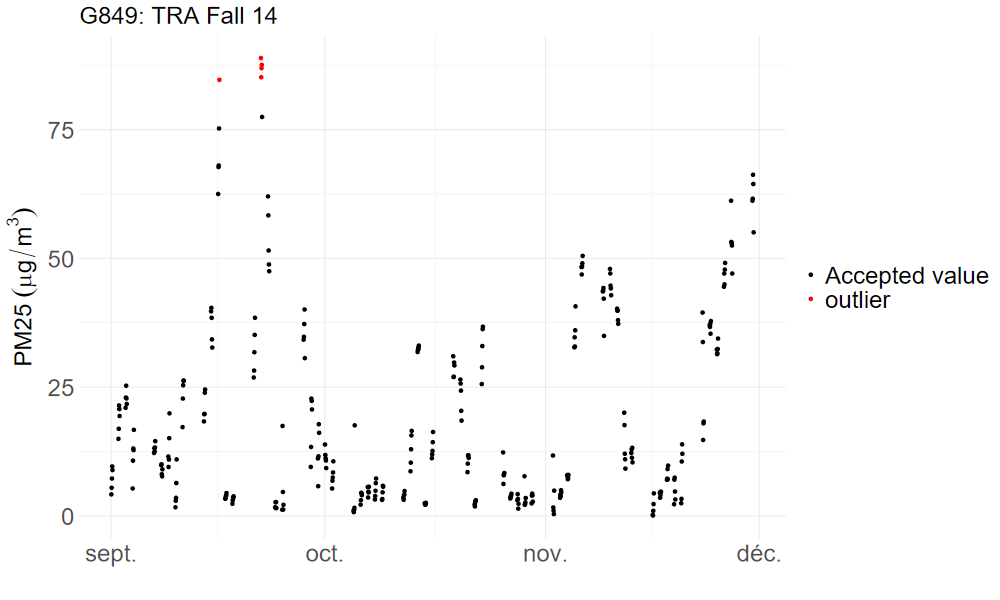 G849: TRA Fall 14
PM25 (μg/m³)
75
50
25
0
sept.
oct.
nov.
déc.
Accepted value
outlier